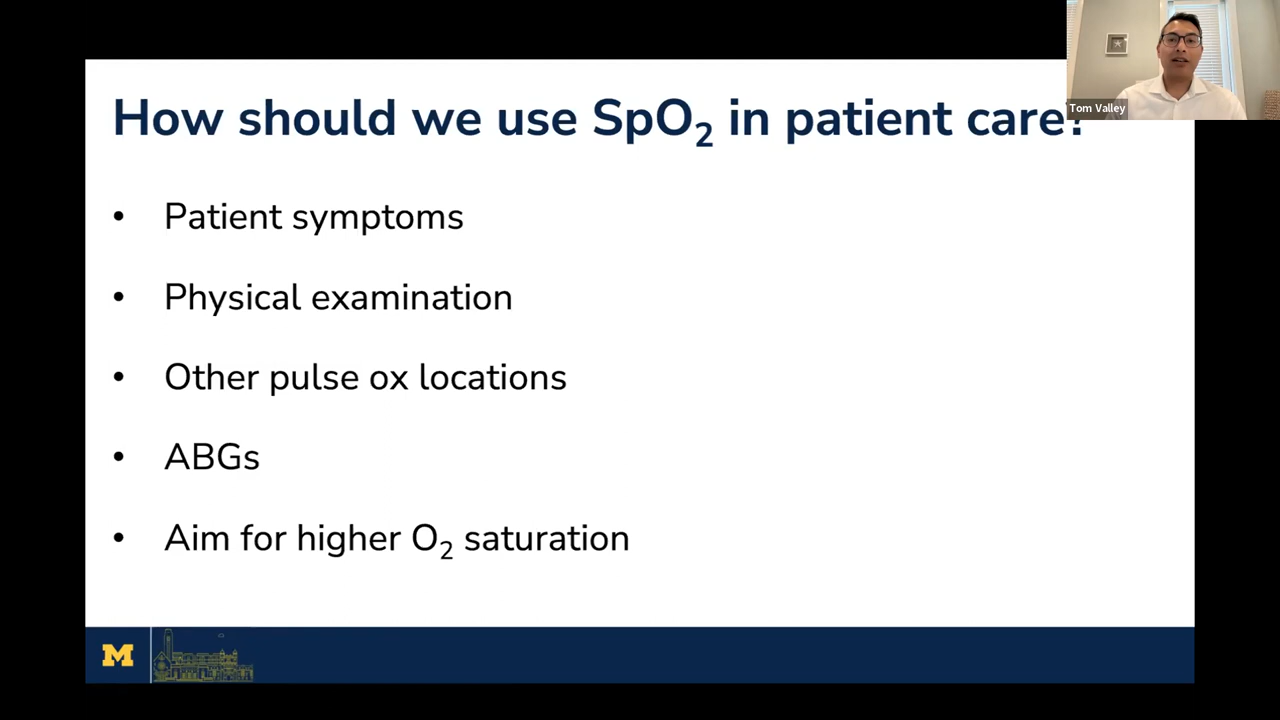 How should we use SpO₂ in patient care?
Tom Valley
• Patient symptoms
• Physical examination
• Other pulse ox locations
• ABGs
• Aim for higher O₂ saturation
M